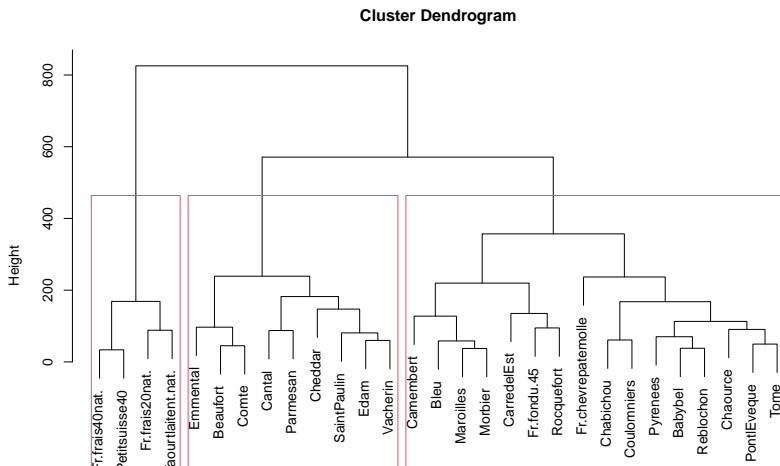 Cluster Dendrogram
Height
0
200
400
600
800
Fr.frais40nat.
Petitsuisse40
Fr.frais20nat.
Emmental
Beaufort
Comte
Cantal
Parmesan
Cheddar
SaintPaulin
Edam
Vacherin
Camembert
Bleu
Maroilles
Morbier
CarredelEst
Fr.fondu.45
Rocquefort
Fr.chevrepatemolle
Chabichou
Coulomniers
Pyrenees
Babybel
Reblochon
Chaource
PontlEveque
Tome